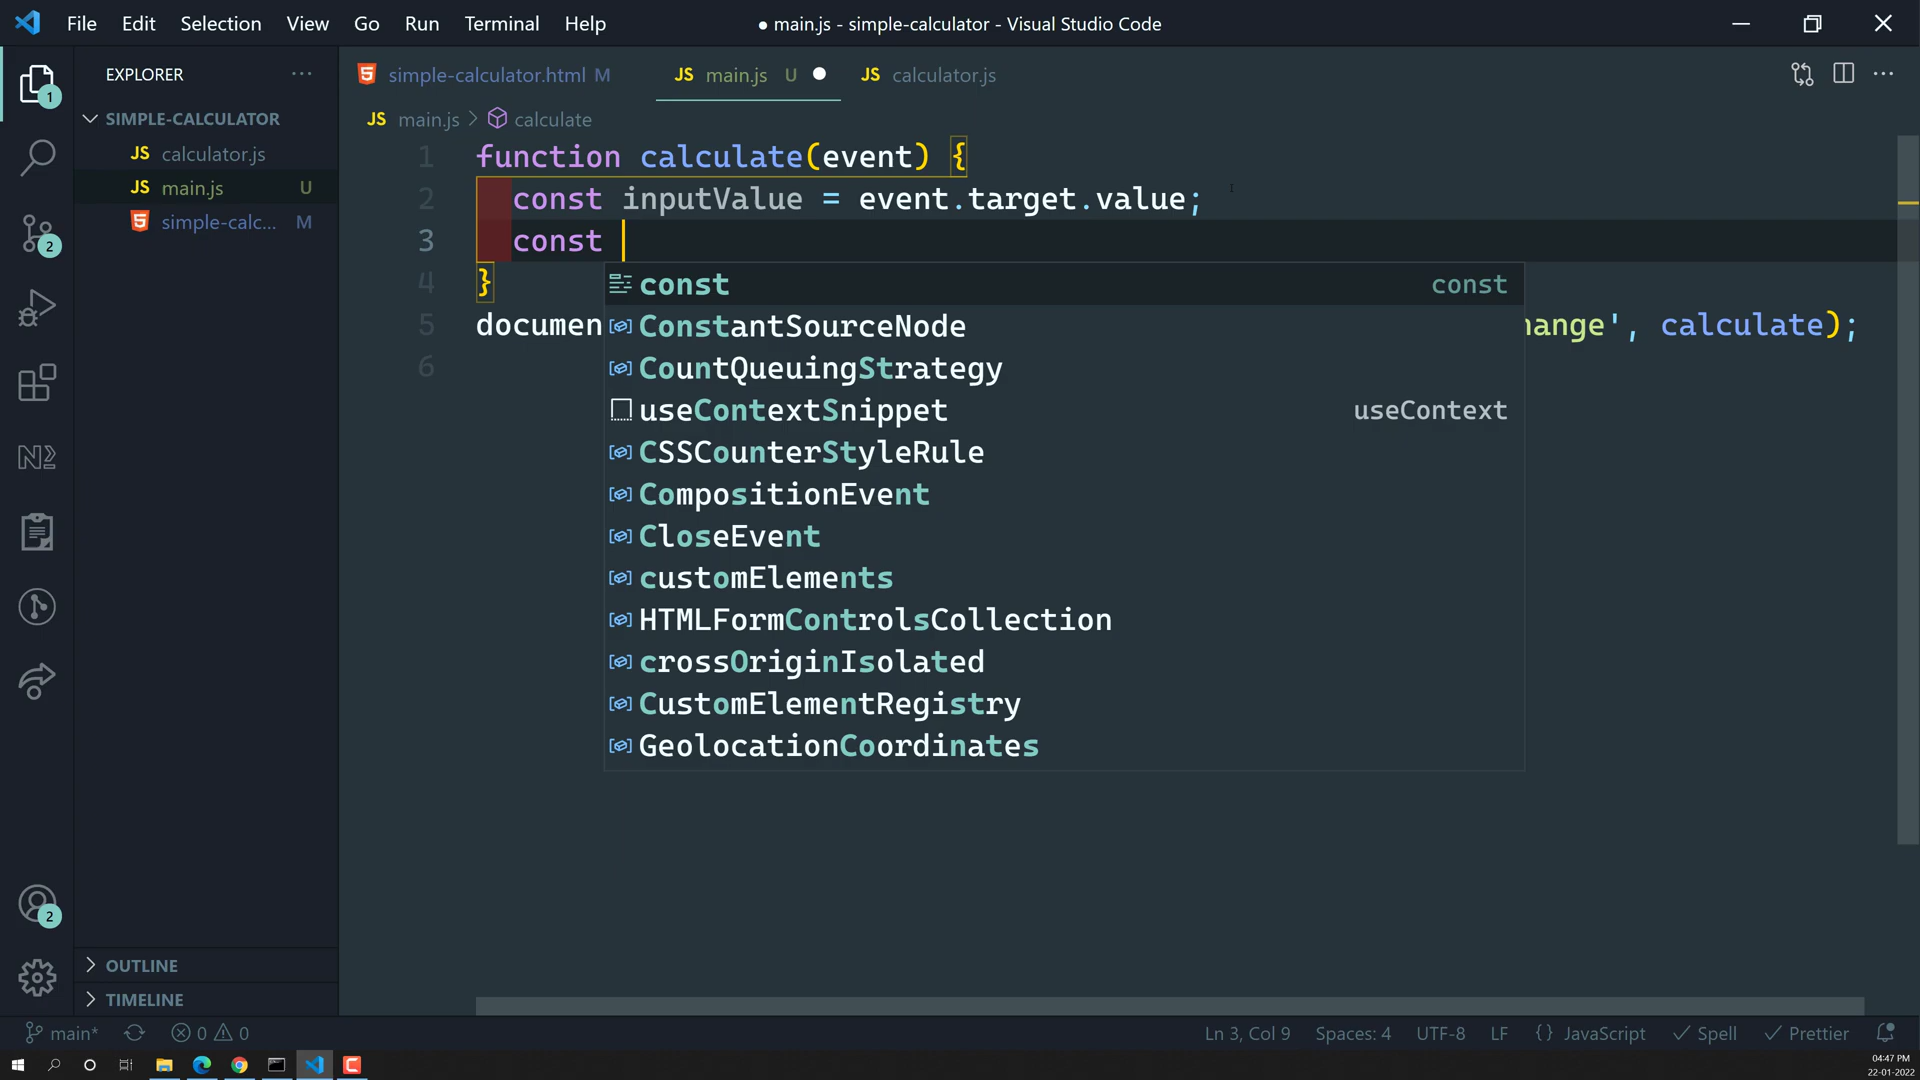 File Edit Selection View Go Run Terminal Help
● main.js - simple-calculator - Visual Studio Code
EXPLORER
SIMPLE-CALCULATOR
JS calculator.js
JS main.js U
simple-calc... M
OUTLINE
TIMELINE
1
2
2
simple-calculator.html M
JS main.js U
JS calculator.js
JS main.js > calculate
1 function calculate(event) {
2 const inputValue = event.target.value;
3 const
4 }
5 documen hange', calculate);
6
const const
ConstantSourceNode
CountQueuingStrategy
useContextSnippet useContext
CSSCounterStyleRule
CompositionEvent
CloseEvent
customElements
HTMLFormControlsCollection
crossOriginIsolated
CustomElementRegistry
GeolocationCoordinates
main* 0 0 Ln 3, Col 9 Spaces: 4 UTF-8 LF {} JavaScript Spell Prettier
04:47 PM
22-01-2022